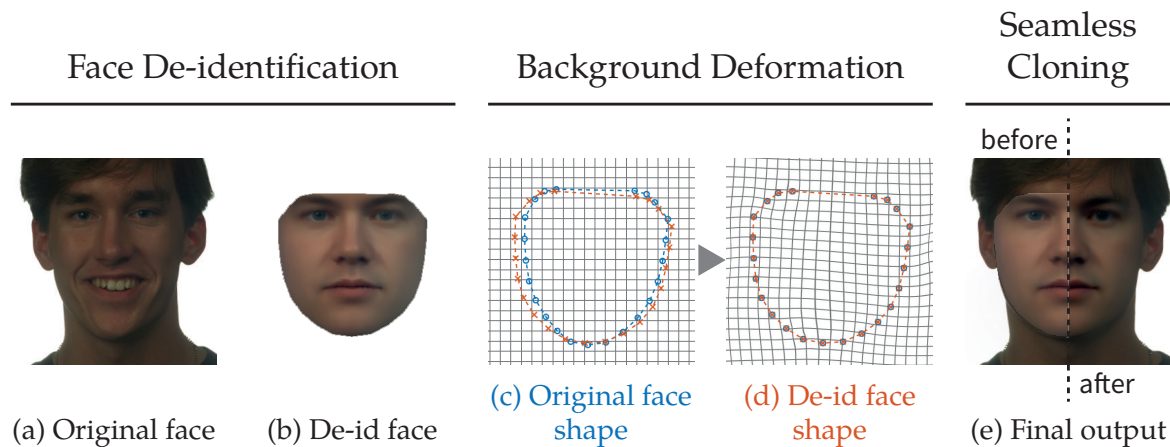 Face De-identification
Background Deformation
Seamless
Cloning
before
after
(a) Original face
(b) De-id face
(c) Original face
shape
(d) De-id face
shape
(e) Final output